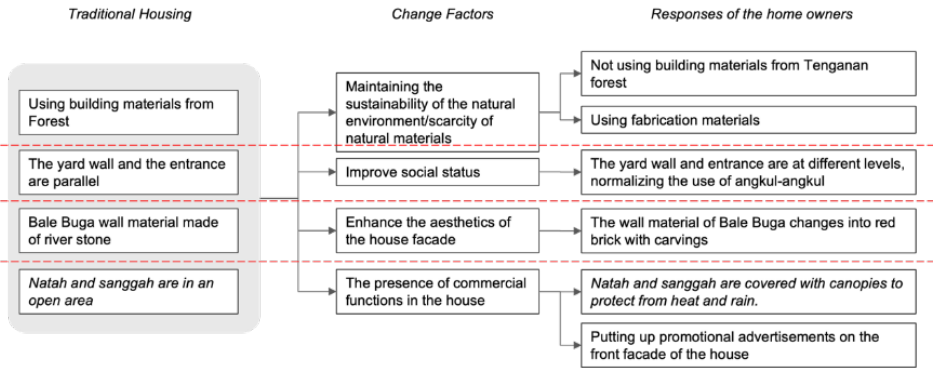 Traditional Housing
Change Factors
Responses of the home owners
Using building materials from
Forest
Maintaining the
sustainability of the natural
environment/scarcity of
natural materials
Not using building materials from Tenganan
forest
Using fabrication materials
The yard wall and the entrance
are parallel
Improve social status
The yard wall and entrance are at different levels,
normalizing the use of angkul-angkul
Bale Buga wall material made
of river stone
Enhance the aesthetics of
the house facade
The wall material of Bale Buga changes into red
brick with carvings
Natah and sanggah are in an
open area
The presence of commercial
functions in the house
Natah and sanggah are covered with canopies to
protect from heat and rain.
Putting up promotional advertisements on the
front facade of the house